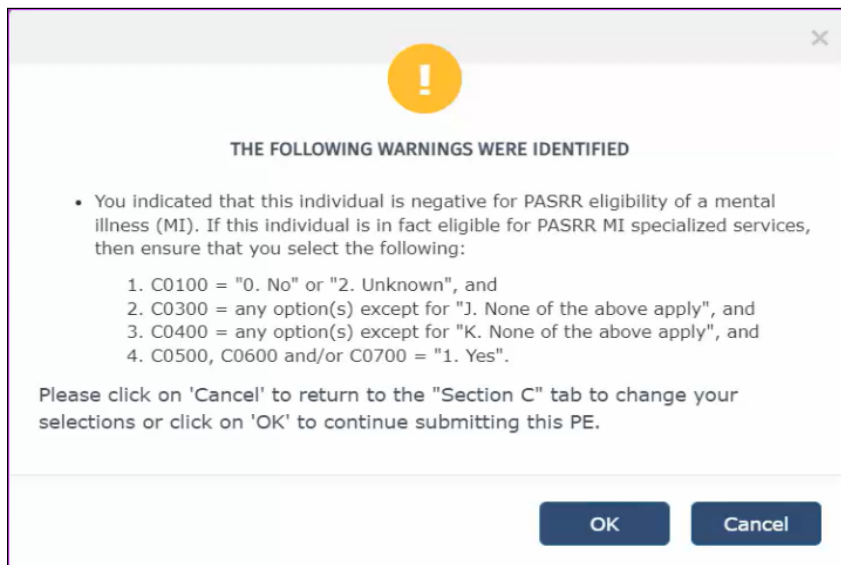 ×
!
THE FOLLOWING WARNINGS WERE IDENTIFIED
• You indicated that this individual is negative for PASRR eligibility of a mental
illness (MI). If this individual is in fact eligible for PASRR MI specialized services,
then ensure that you select the following:
1. C0100 = "0. No" or "2. Unknown", and
2. C0300 = any option(s) except for "J. None of the above apply", and
3. C0400 = any option(s) except for "K. None of the above apply", and
4. C0500, C0600 and/or C0700 = "1. Yes".
Please click on 'Cancel' to return to the "Section C" tab to change your
selections or click on 'OK' to continue submitting this PE.
OK Cancel